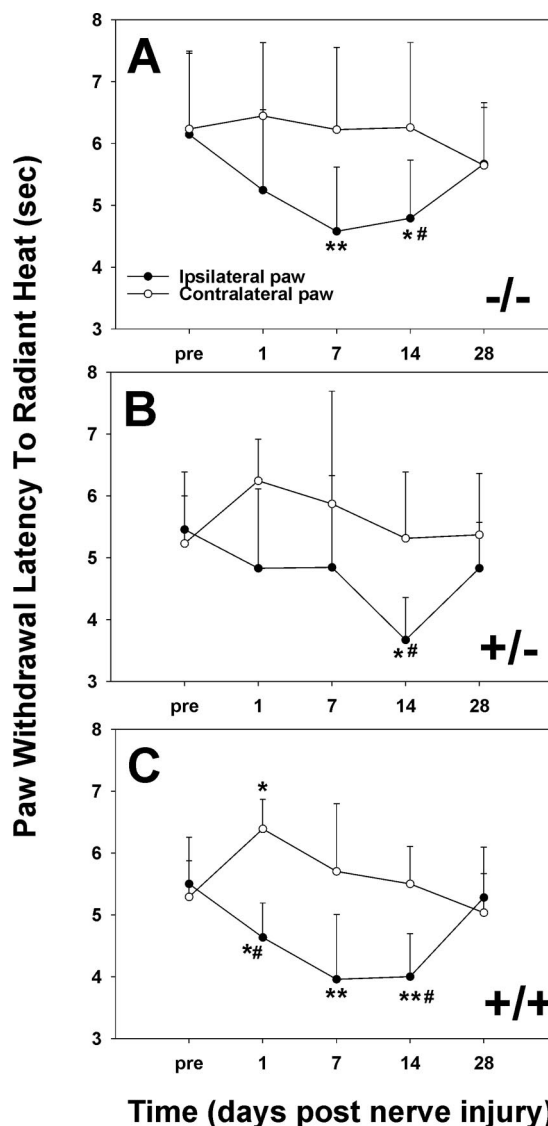 Paw Withdrawal Latency To Radiant Heat (sec)
A
8
7
6
5
4
3
** *#
Ipsilateral paw
Contralateral paw
-/-
pre 1 7 14 28
B
8
7
6
5
4
3
*#
+/-
pre 1 7 14 28
C
8
7
6
5
4
3
*
*# ** **#
+/+
pre 1 7 14 28
Time (days post nerve injury)